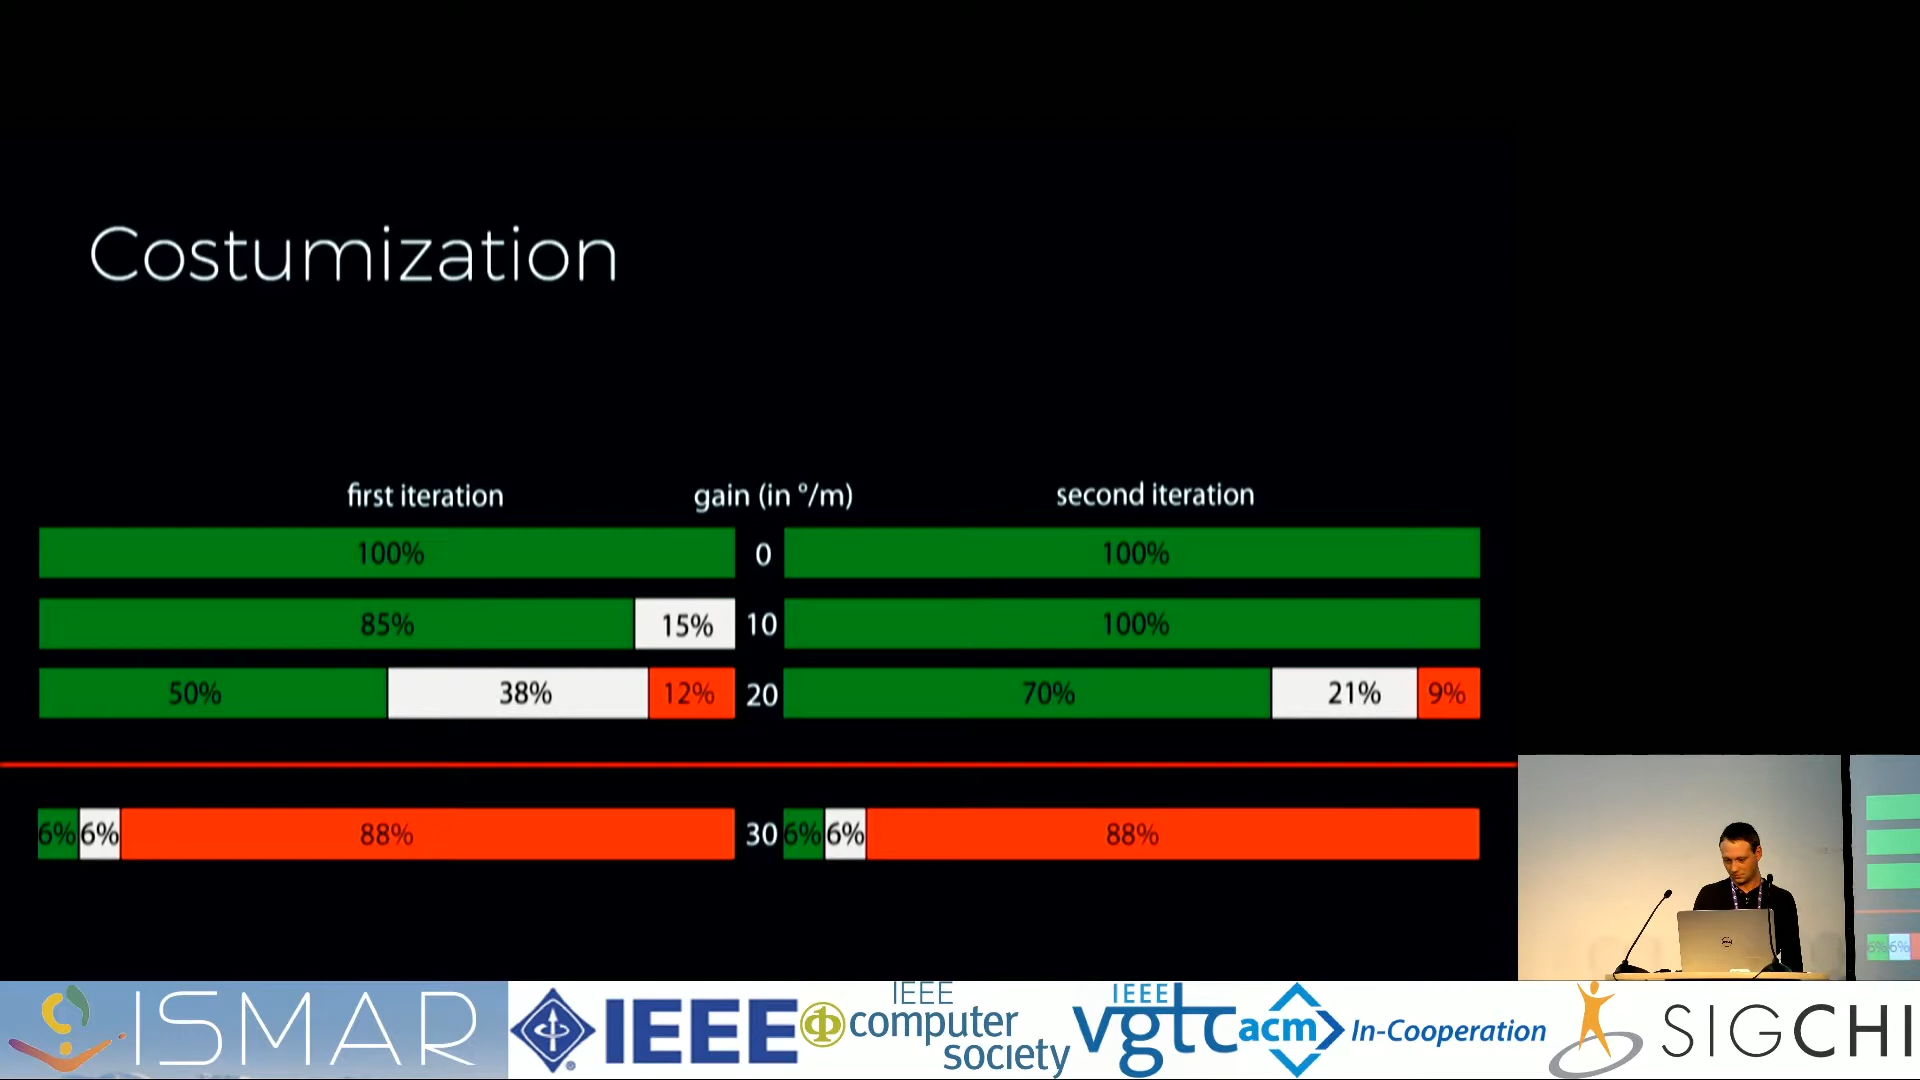 Costumization
first iteration gain (in °/m) second iteration
100% 0 100%
85% 15% 10 100%
50% 38% 12% 20 70% 21% 9%
6% 6% 88% 30 6% 6% 88%
ISMAR
IEEE
IEEE
computer
society
IEEE
vgtc
acm In-Cooperation
SIGCHI